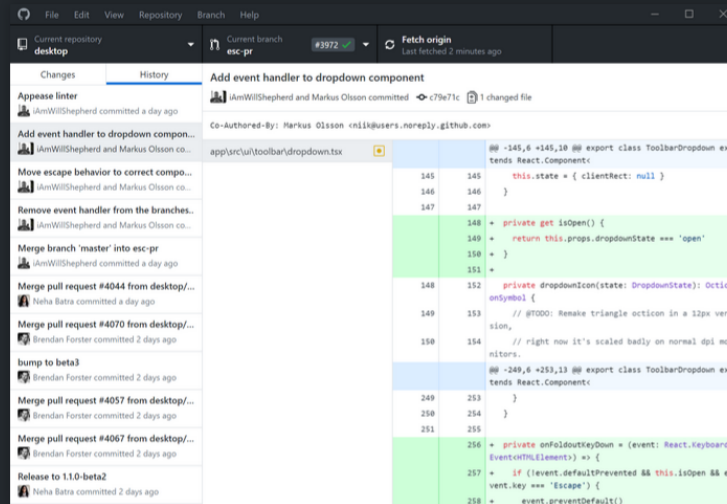 File Edit View Repository Branch Help
Current repository
desktop
Current branch
esc-pr
#3972
Fetch origin
Last fetched 2 minutes ago
Changes
History
Appease linter
iAmWillShepherd committed a day ago
Add event handler to dropdown compon...
iAmWillShepherd and Markus Olsson co...
Move escape behavior to correct compo...
iAmWillShepherd and Markus Olsson co...
Remove event handler from the branches..
iAmWillShepherd and Markus Olsson co...
Merge branch 'master' into esc-pr
iAmWillShepherd committed a day ago
Merge pull request #4044 from desktop/...
Neha Batra committed a day ago
Merge pull request #4070 from desktop/...
Brendan Forster committed 2 days ago
bump to beta3
Brendan Forster committed 2 days ago
Merge pull request #4057 from desktop/...
Brendan Forster committed 2 days ago
Merge pull request #4067 from desktop/...
Brendan Forster committed 2 days ago
Release to 1.1.0-beta2
Neha Batra committed 2 days ago
Add event handler to dropdown component
iAmWillShepherd and Markus Olsson committed c79e71c 1 changed file
Co-Authored-By: Markus Olsson <niik@users.noreply.github.com>
app\src\ui\toolbar\dropdown.tsx
@@ -145,6 +145,10 @@ export class ToolbarDropdown ex
tends React.Component<
145 145 this.state = { clientRect: null }
146 146 }
147 147
148 + private get isOpen() {
149 + return this.props.dropdownState === 'open'
150 + }
151 +
148 152 private dropdownIcon(state: DropdownState): Octic
onSymbol {
149 153 // @TODO: Remake triangle octicon in a 12px ver
sion,
150 154 // right now it's scaled badly on normal dpi mo
nitors.
@@ -249,6 +253,13 @@ export class ToolbarDropdown ex
tends React.Component<
249 253 }
250 254 }
251 255
256 + private onFoldoutKeyDown = (event: React.Keyboard
Event<HTMLElement>) => {
257 + if (!event.defaultPrevented && this.isOpen && e
vent.key === 'Escape') {
258 + event.preventDefault()